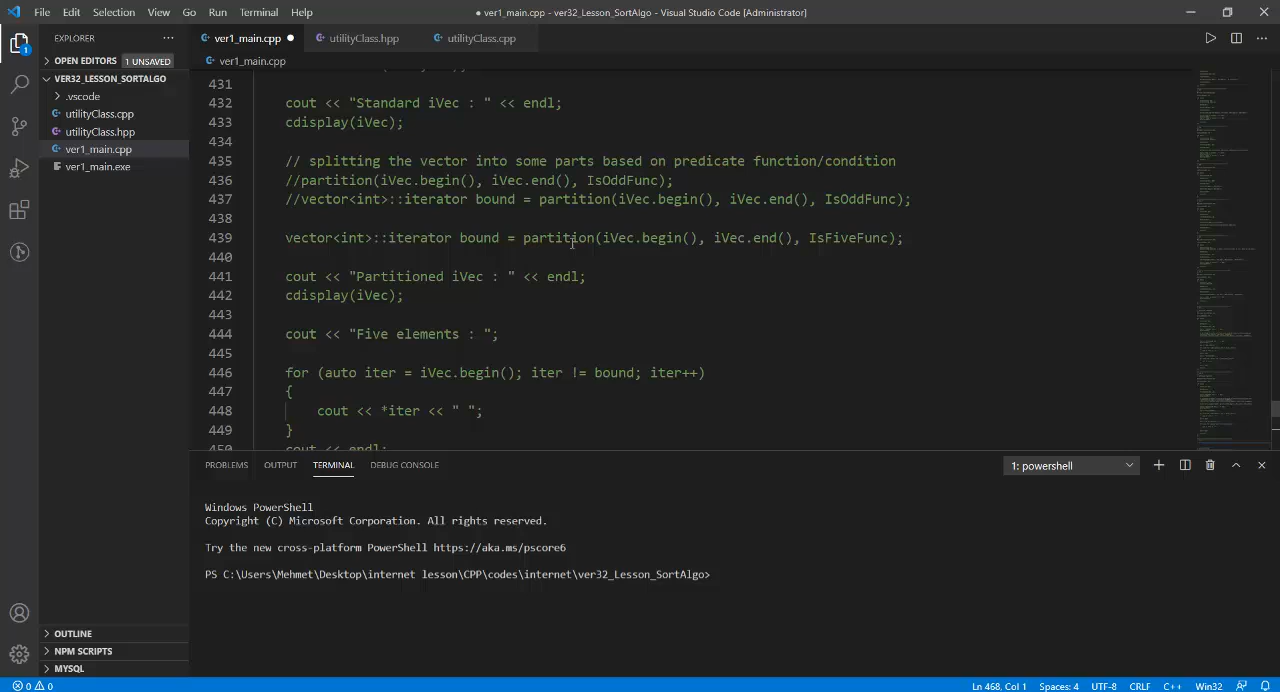 File Edit Selection View Go Run Terminal Help
● ver1_main.cpp - ver32_Lesson_SortAlgo - Visual Studio Code [Administrator]
EXPLORER
OPEN EDITORS 1 UNSAVED
VER32_LESSON_SORTALGO
.vscode
utilityClass.cpp
utilityClass.hpp
ver1_main.cpp
ver1_main.exe
OUTLINE
NPM SCRIPTS
MYSQL
1
ver1_main.cpp ● utilityClass.hpp utilityClass.cpp
ver1_main.cpp
431
432 cout << "Standard iVec : " << endl;
433 cdisplay(iVec);
434
435 // splitting the vector into some parts based on predicate function/condition
436 //partition(iVec.begin(), iVec.end(), IsOddFunc);
437 //vector<int>::iterator bound = partition(iVec.begin(), iVec.end(), IsOddFunc);
438
439 vector<int>::iterator bound = partition(iVec.begin(), iVec.end(), IsFiveFunc);
440
441 cout << "Partitioned iVec : " << endl;
442 cdisplay(iVec);
443
444 cout << "Five elements : ";
445
446 for (auto iter = iVec.begin(); iter != bound; iter++)
447 {
448 cout << *iter << " ";
449 }
450 cout << endl;
PROBLEMS OUTPUT TERMINAL DEBUG CONSOLE
1: powershell
Windows PowerShell
Copyright (C) Microsoft Corporation. All rights reserved.
Try the new cross-platform PowerShell https://aka.ms/pscore6
PS C:\Users\Mehmet\Desktop\internet lesson\CPP\codes\internet\ver32_Lesson_SortAlgo>
0 0
Ln 468, Col 1 Spaces: 4 UTF-8 CRLF C++ Win32